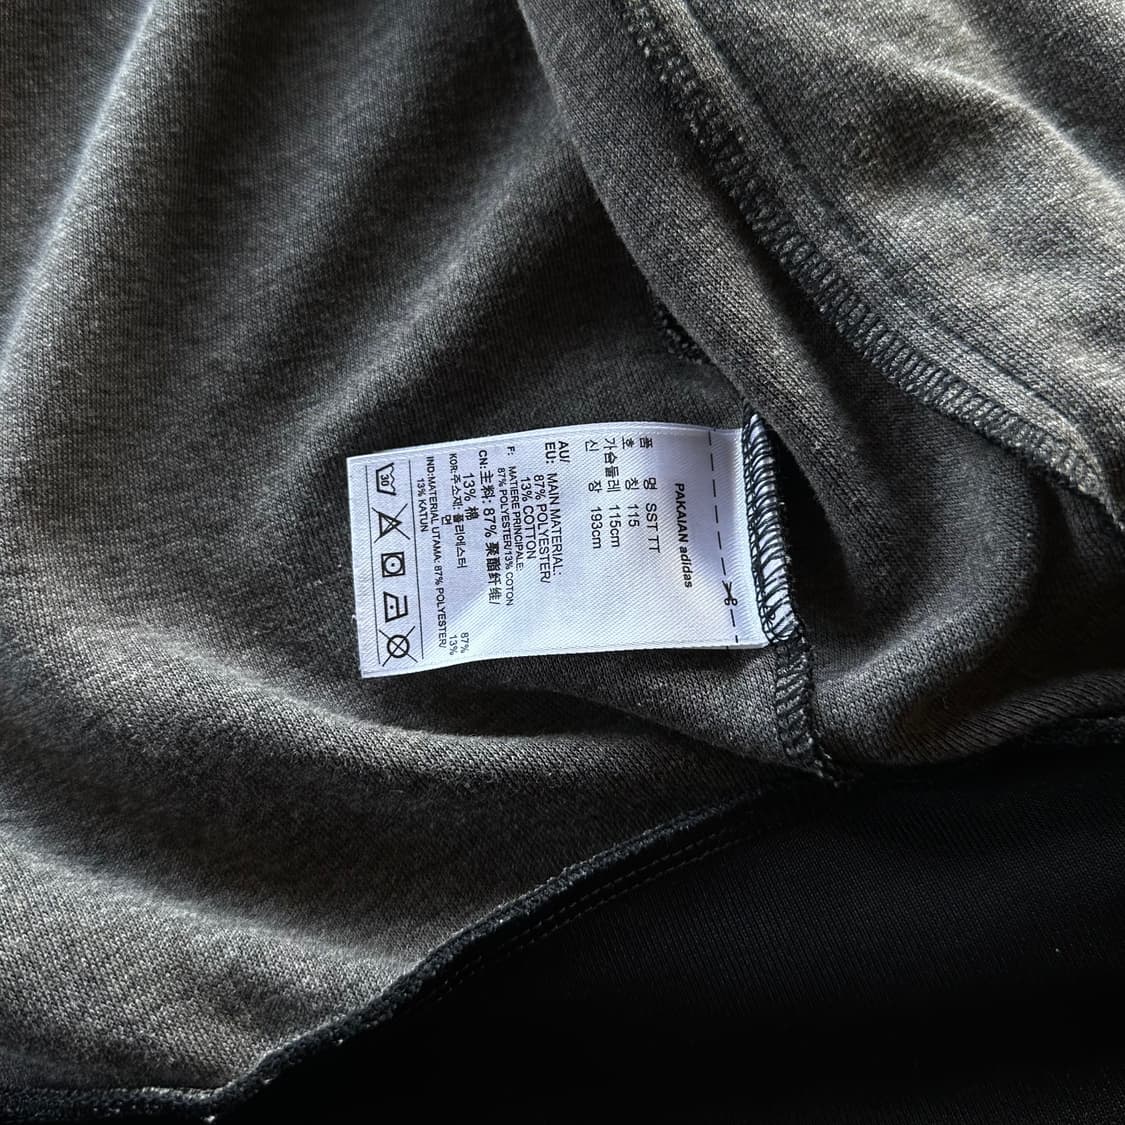 PAKAIAN adidas
품 명 SST TT
호 칭 115
가슴둘레 115cm
신 장 193cm
AU/
EU: MAIN MATERIAL:
87% POLYESTER/
13% COTTON
F: MATIERE PRINCIPALE:
87% POLYESTER/13% COTON
CN: 主料: 87% 聚酯纤维/
13% 棉
KOR: 주소재: 폴리에스터 87%
면 13%
IND: MATERIAL UTAMA: 87% POLYESTER/
13% KATUN
30